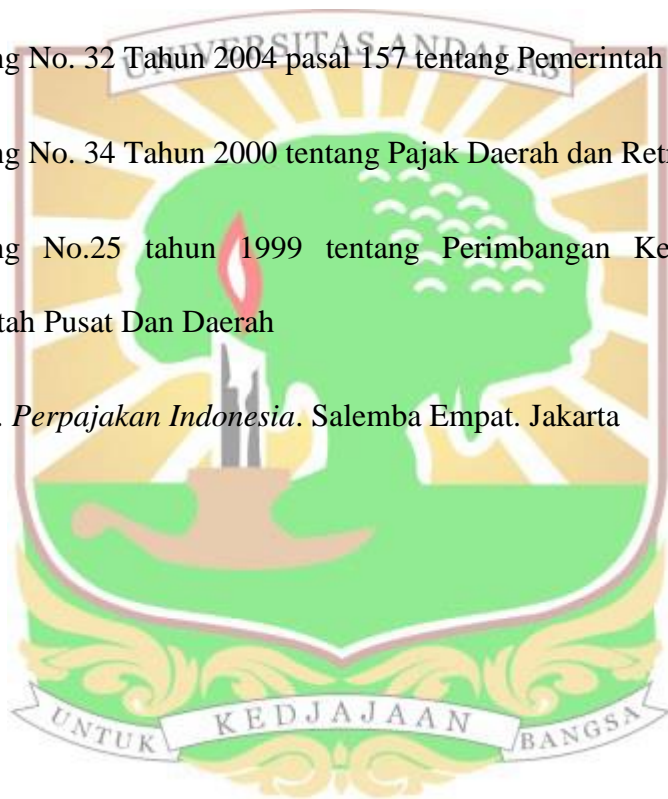 UNIVERSITAS ANDALAS
ng No. 32 Tahun 2004 pasal 157 tentang Pemerintah
ng No. 34 Tahun 2000 tentang Pajak Daerah dan Ret
ng No.25 tahun 1999 tentang Perimbangan Ke
tah Pusat Dan Daerah
. Perpajakan Indonesia. Salemba Empat. Jakarta
UNTUK KEDJAJAAN BANGSA